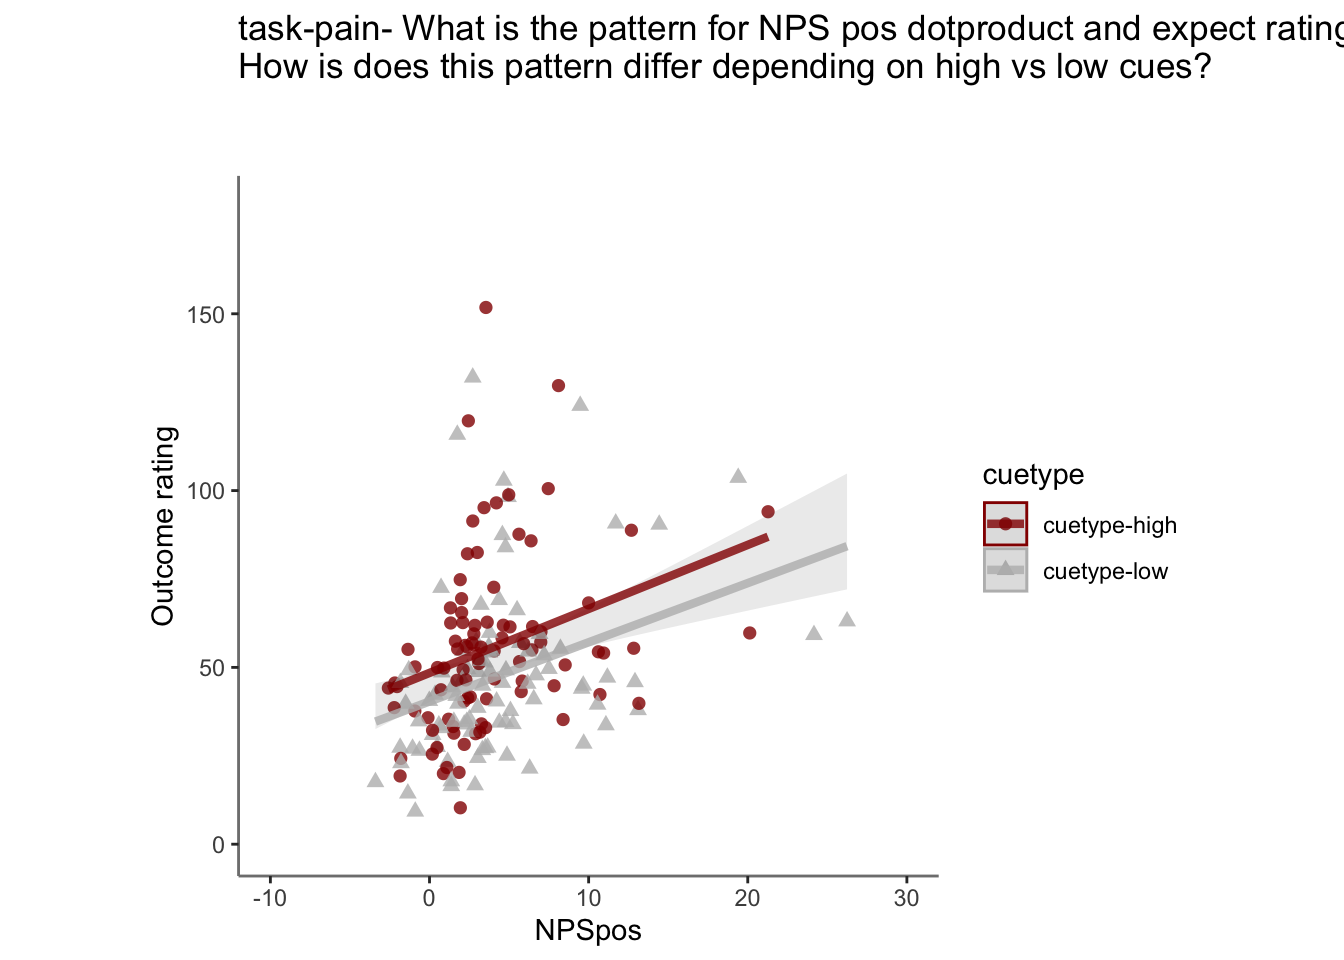 task-pain- What is the pattern for NPS pos dotproduct and expect rating
How is does this pattern differ depending on high vs low cues?
150
100
50
0
Outcome rating
-10
0
10
20
30
NPSpos
cuetype
cuetype-high
cuetype-low